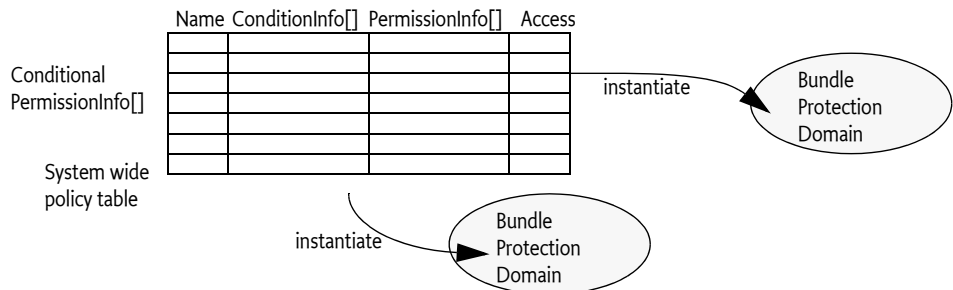 Name ConditionInfo[] PermissionInfo[] Access
Conditional
PermissionInfo[]
instantiate
Bundle
Protection
Domain
System wide
policy table
instantiate
Bundle
Protection
Domain